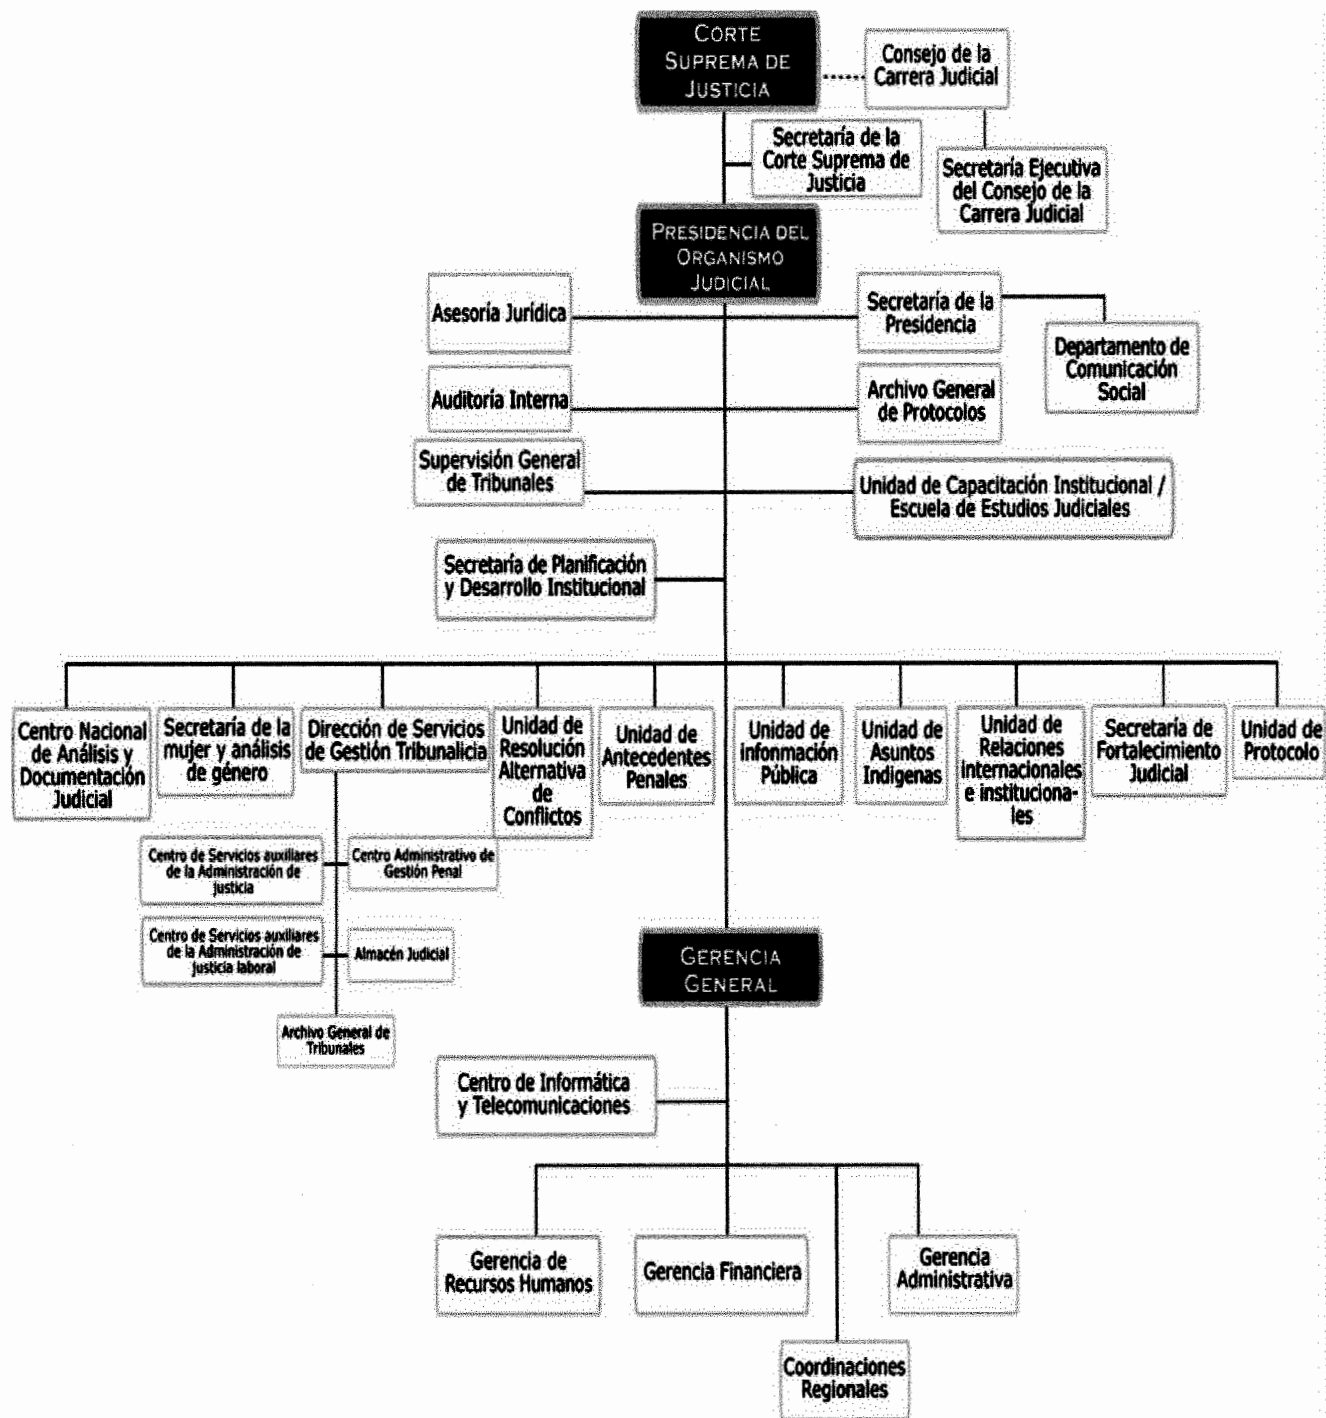 CORTE
SUPREMA DE
JUSTICIA
Consejo de la
Carrera Judicial
Secretaría de la
Corte Suprema de
Justicia
Secretaría Ejecutiva
del Consejo de la
Carrera Judicial
PRESIDENCIA DEL
ORGANISMO
JUDICIAL
Asesoría Jurídica
Secretaría de la
Presidencia
Departamento de
Comunicación
Social
Auditoría Interna
Archivo General
de Protocolos
Supervisión General
de Tribunales
Unidad de Capacitación Institucional /
Escuela de Estudios Judiciales
Secretaría de Planificación
y Desarrollo Institucional
Centro Nacional
de Análisis y
Documentación
Judicial
Secretaría de la
mujer y análisis
de género
Dirección de Servicios
de Gestión Tribunalicia
Unidad de
Resolución
Alternativa
de
Conflictos
Unidad de
Antecedentes
Penales
Unidad de
Infonmación
Pública
Unidad de
Asuntos
Indigenas
Unidad de
Relaciones
internacionales
e instituciona-
les
Secretaría de
Fortalecimiento
Judicial
Unidad de
Protocolo
Centro de Servicios auxiliares
de la Administración de
justicia
Centro Administrativo de
Gestión Penal
Centro de Servicios auxiliares
de la Administración de
justicia laboral
Almacén Judicial
Archivo General de
Tribunales
GERENCIA
GENERAL
Centro de Informática
y Telecomunicaciones
Gerencia de
Recursos Humanos
Gerencia Financiera
Gerencia
Administrativa
Coordinaciones
Regionales